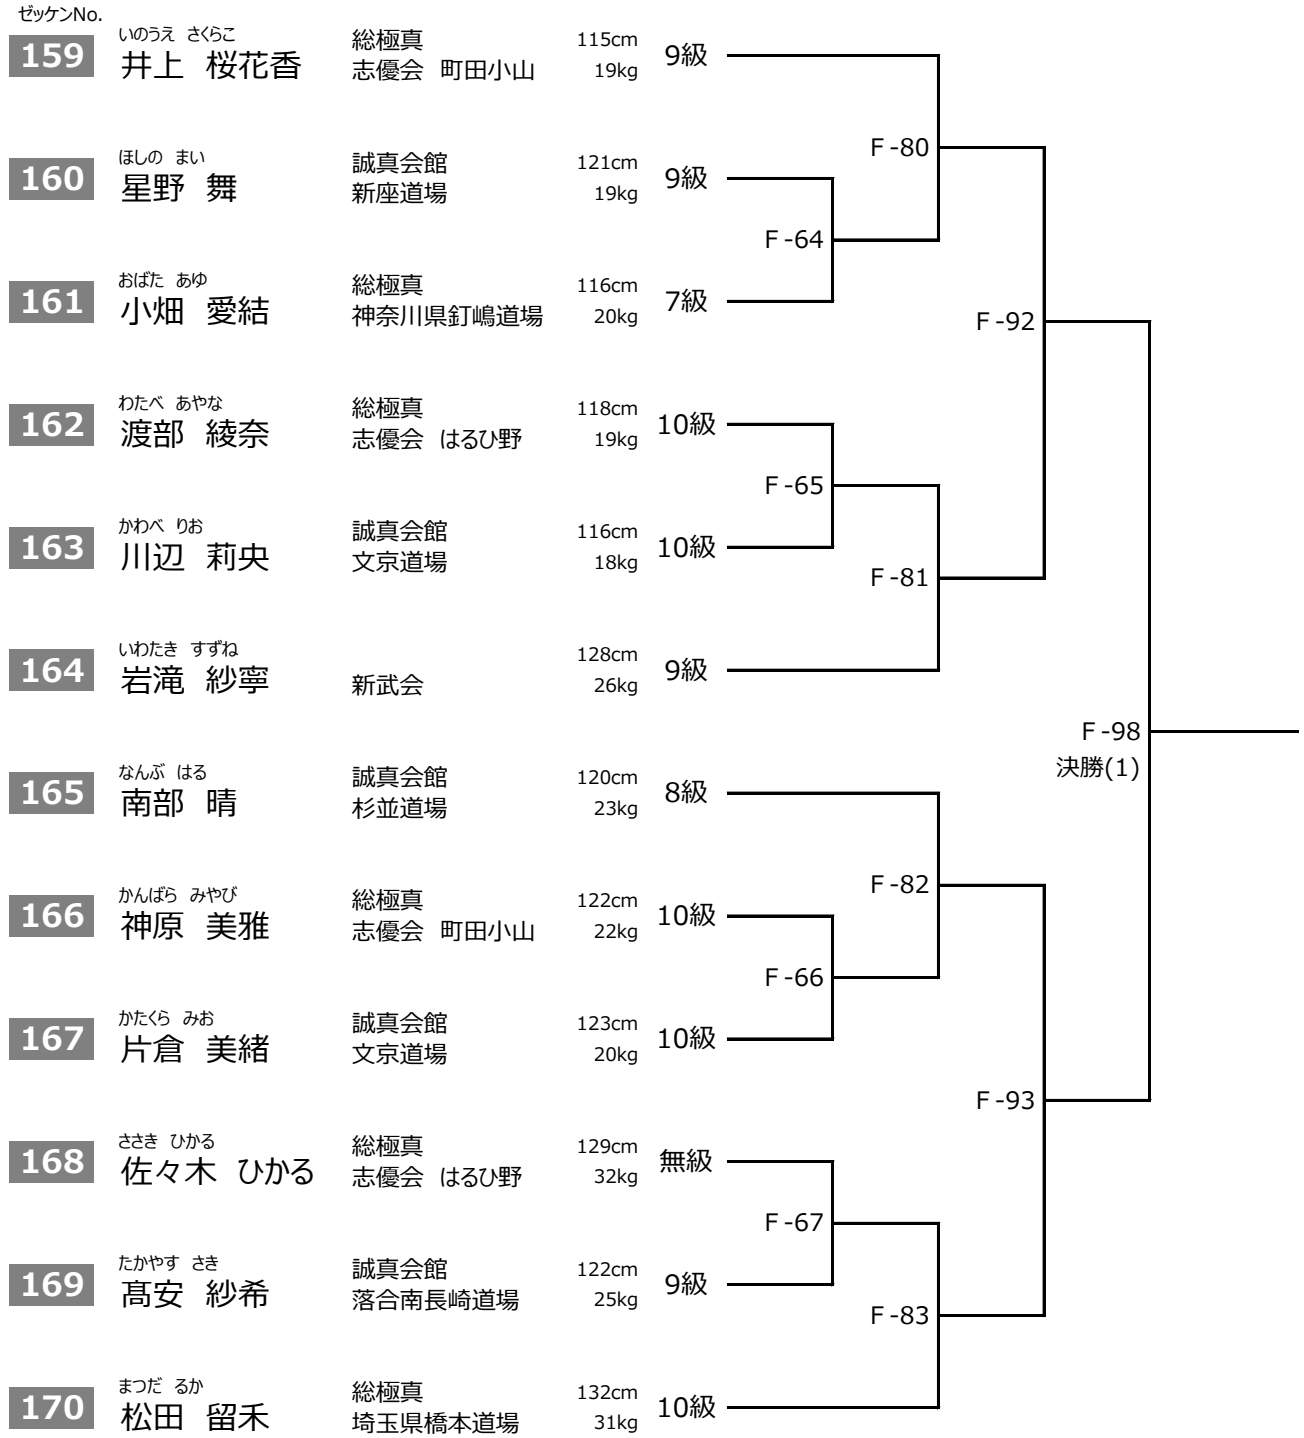 ゼッケンNo.
いのうえ さくらこ
159 井上 桜花香 総極真 志優会 町田小山 115cm 19kg 9級
F-80
ほしの まい
160 星野 舞 誠真会館 新座道場 121cm 19kg 9級
F-64
おばた あゆ
161 小畑 愛結 総極真 神奈川県釘嶋道場 116cm 20kg 7級
F-92
わたべ あやな
162 渡部 綾奈 総極真 志優会 はるひ野 118cm 19kg 10級
F-65
かわべ りお
163 川辺 莉央 誠真会館 文京道場 116cm 18kg 10級
F-81
いわたき すずね
164 岩滝 紗寧 新武会 128cm 26kg 9級
F-98
決勝(1)
なんぶ はる
165 南部 晴 誠真会館 杉並道場 120cm 23kg 8級
F-82
かんばら みやび
166 神原 美雅 総極真 志優会 町田小山 122cm 22kg 10級
F-66
かたくら みお
167 片倉 美緒 誠真会館 文京道場 123cm 20kg 10級
F-93
ささき ひかる
168 佐々木 ひかる 総極真 志優会 はるひ野 129cm 32kg 無級
F-67
たかやす さき
169 髙安 紗希 誠真会館 落合南長崎道場 122cm 25kg 9級
F-83
まつだ るか
170 松田 留禾 総極真 埼玉県橋本道場 132cm 31kg 10級